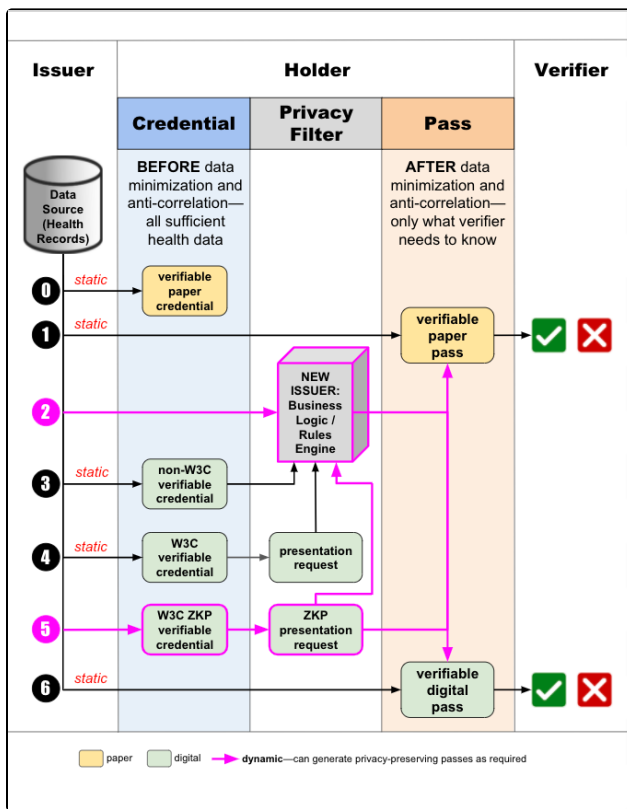 Issuer
Holder
Verifier
Credential
Privacy
Filter
Pass
Data
Source
(Health
Records)
BEFORE data
minimization and
anti-correlation—
all sufficient
health data
AFTER data
minimization and
anti-correlation—
only what verifier
needs to know
0
static
verifiable
paper
credential
1
static
verifiable
paper
pass
2
NEW
ISSUER:
Business
Logic /
Rules
Engine
3
static
non-W3C
verifiable
credential
4
static
W3C
verifiable
credential
presentation
request
5
W3C ZKP
verifiable
credential
ZKP
presentation
request
6
static
verifiable
digital
pass
paper
digital
dynamic—can generate privacy-preserving passes as required